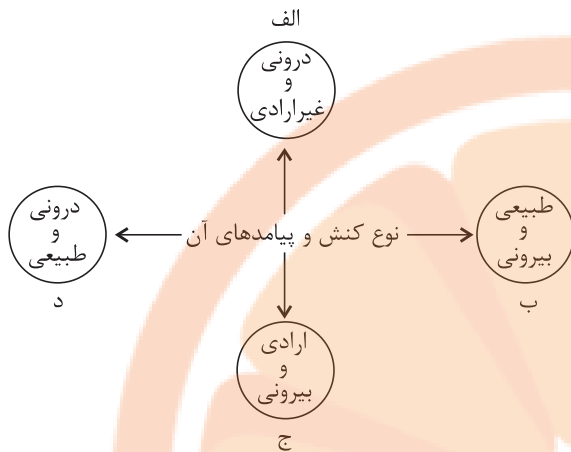 الف
درونی
و
غیرارادی
طبیعی
و
بیرونی
ب
نوع کنش و پیامدهای آن
درونی
و
طبیعی
د
ارادی
و
بیرونی
ج